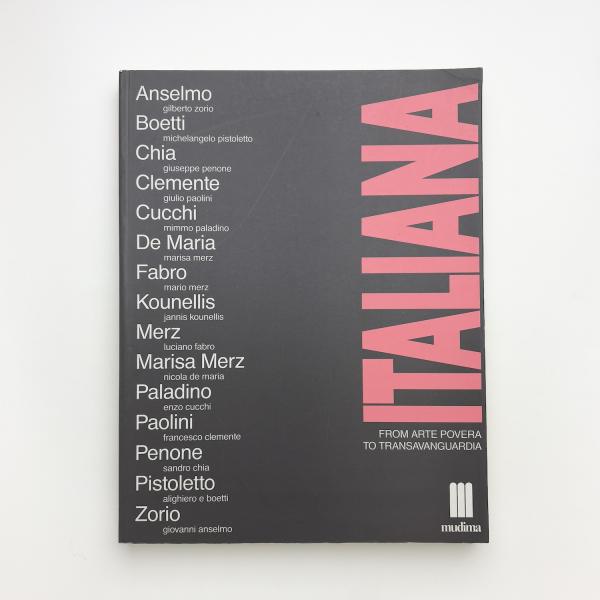 Anselmo
gilberto zorio
Boetti
michelangelo pistoletto
Chia
giuseppe penone
Clemente
giulio paolini
Cucchi
mimmo paladino
De Maria
marisa merz
Fabro
mario merz
Kounellis
jannis kounellis
Merz
luciano fabro
Marisa Merz
nicola de maria
Paladino
enzo cucchi
Paolini
francesco clemente
Penone
sandro chia
Pistoletto
alighiero e boetti
Zorio
giovanni anselmo
ITALIANA
FROM ARTE POVERA
TO TRANSAVANGUARDIA
mudima